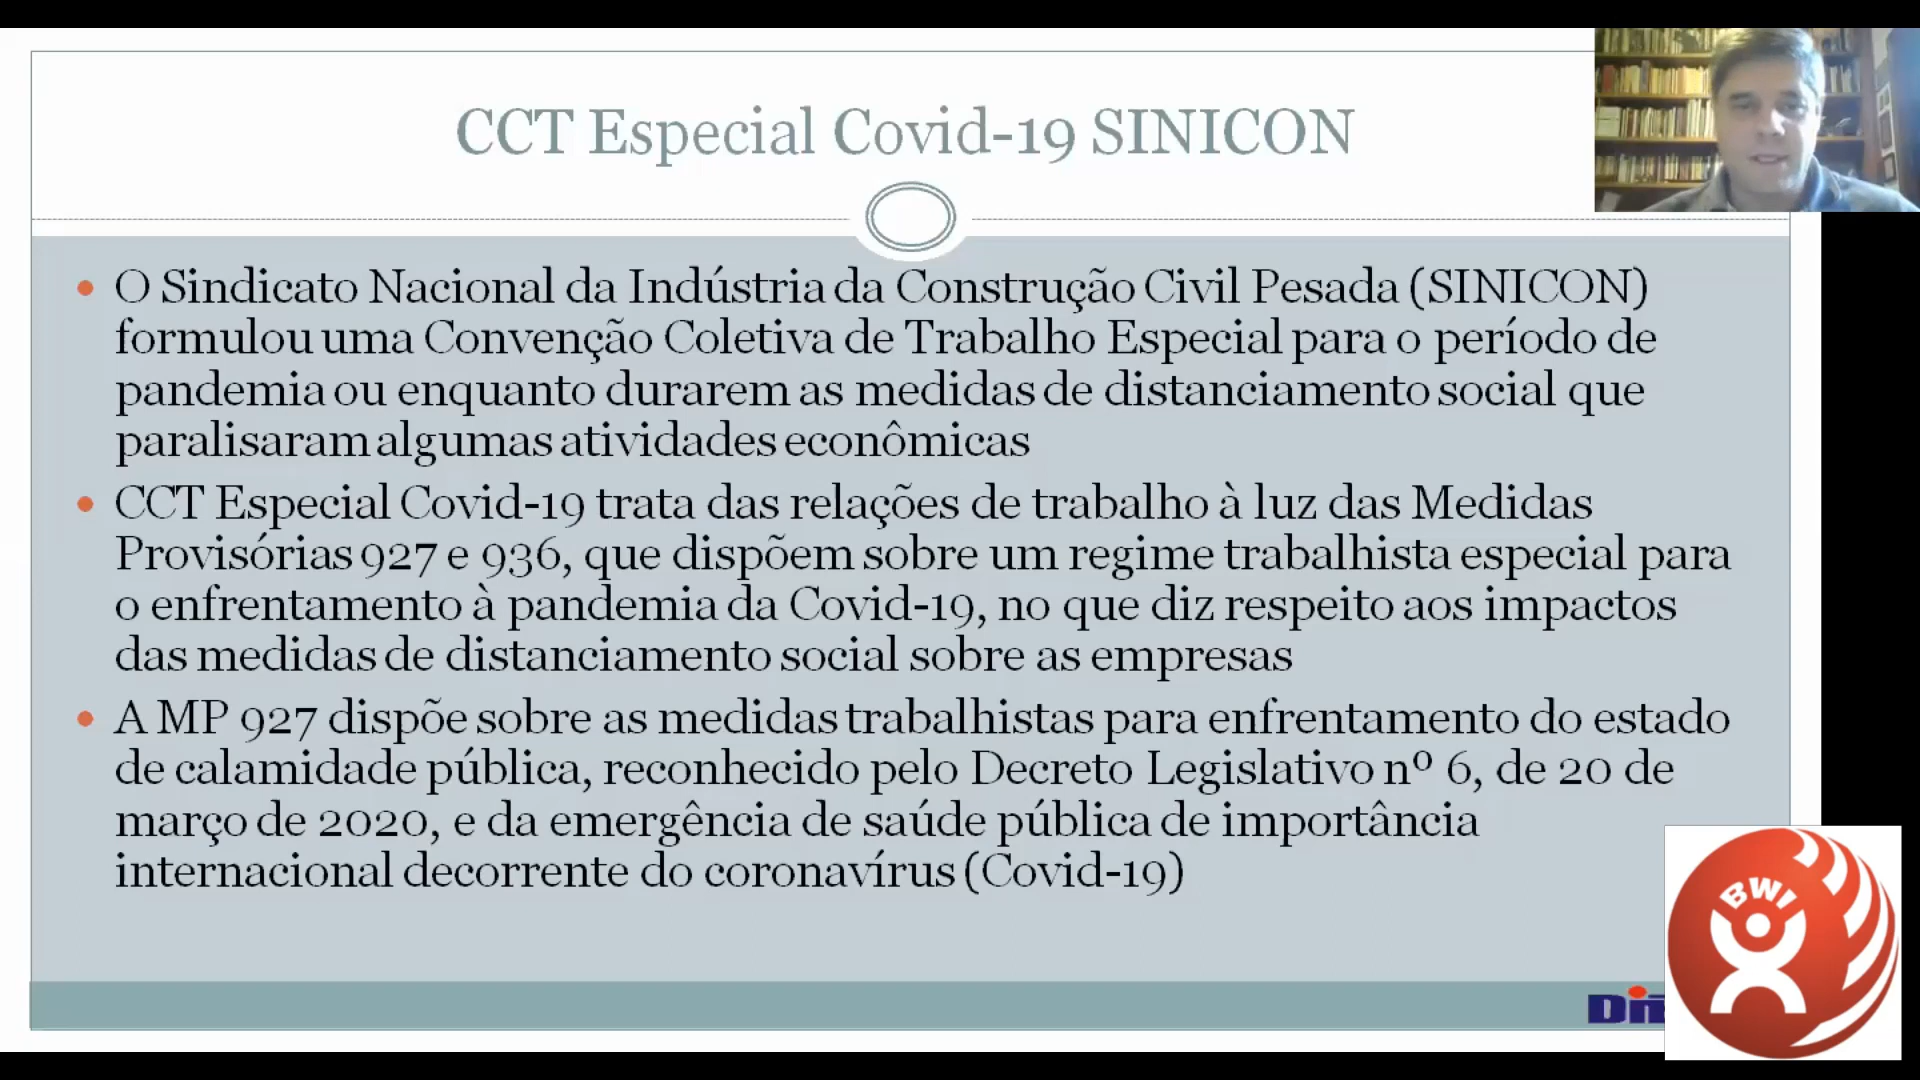 CCT Especial Covid-19 SINICON
• O Sindicato Nacional da Indústria da Construção Civil Pesada (SINICON)
formulou uma Convenção Coletiva de Trabalho Especial para o período de
pandemia ou enquanto durarem as medidas de distanciamento social que
paralisaram algumas atividades econômicas
• CCT Especial Covid-19 trata das relações de trabalho à luz das Medidas
Provisórias 927 e 936, que dispõem sobre um regime trabalhista especial para
o enfrentamento à pandemia da Covid-19, no que diz respeito aos impactos
das medidas de distanciamento social sobre as empresas
• A MP 927 dispõe sobre as medidas trabalhistas para enfrentamento do estado
de calamidade pública, reconhecido pelo Decreto Legislativo nº 6, de 20 de
março de 2020, e da emergência de saúde pública de importância
internacional decorrente do coronavírus (Covid-19)
BWI